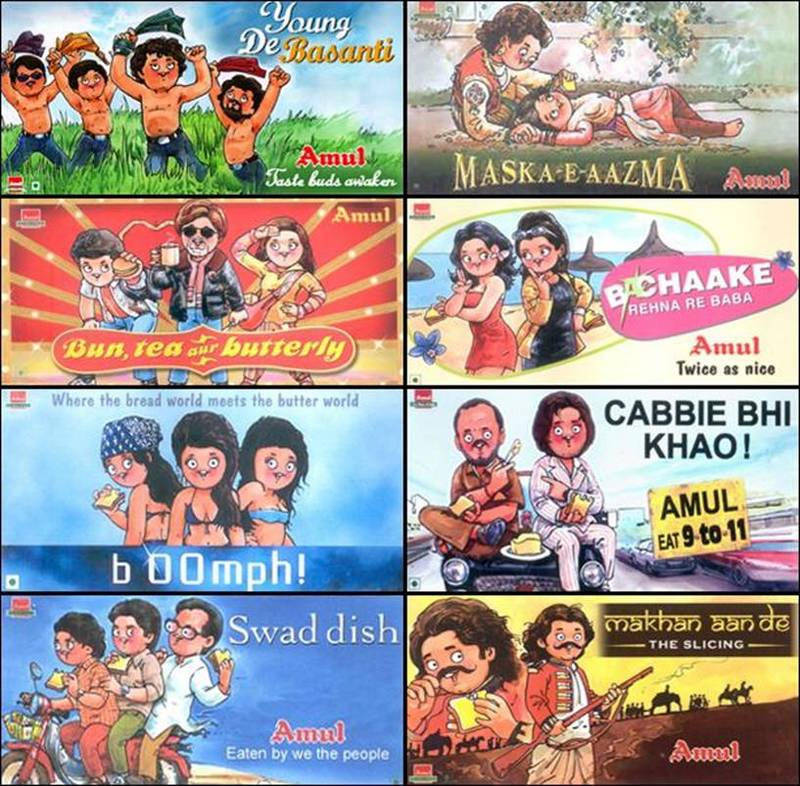 Young
De Basanti
Amul
Taste buds awaken
MASKA-E-AAZMA
Amul
Amul
Bun, tea aur butterly
BACHAAKE
REHNA RE BABA
Amul
Twice as nice
Where the bread world meets the butter world
bOOmph!
CABBIE BHI
KHAO!
AMUL
EAT 9-to-11
Swad dish
Amul
Eaten by we the people
makhan aan de
THE SLICING
Amul